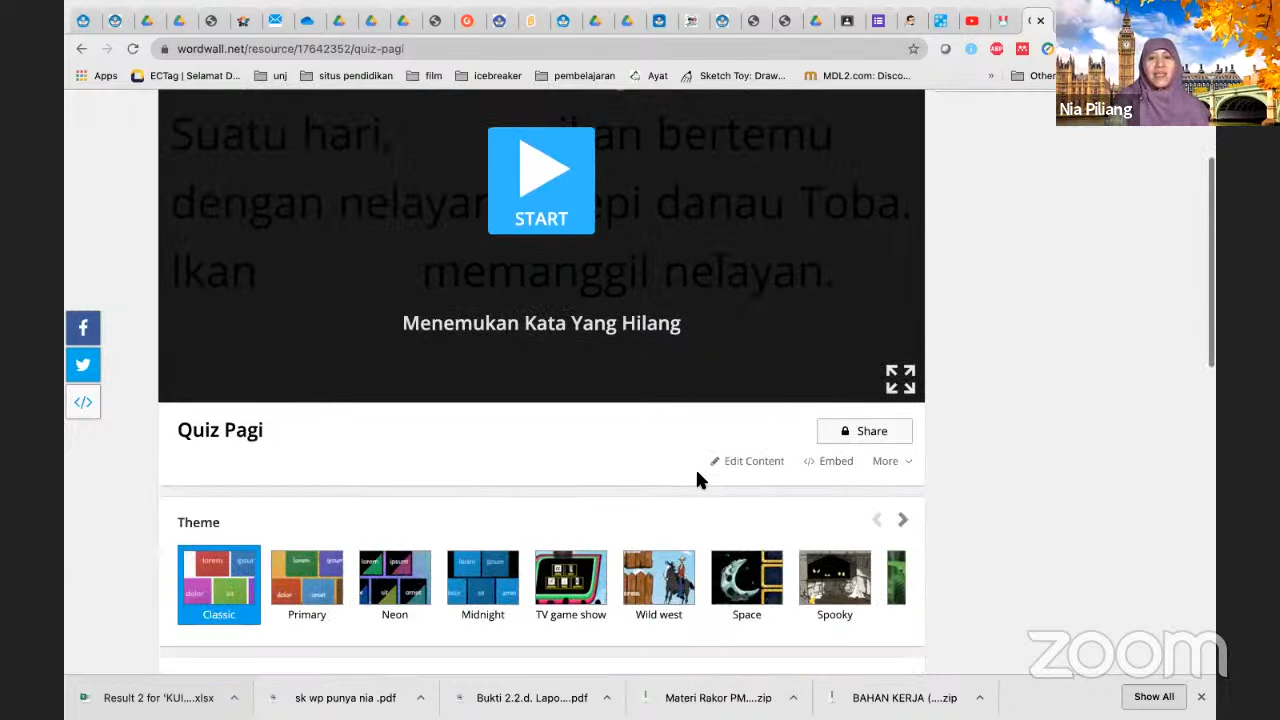 wordwall.net/resource/17642352/quiz-pagi
Apps
ECTag | Selamat D...
unj
situs pendidikan
film
icebreaker
pembelajaran
Ayat
Sketch Toy: Draw...
MDL2.com: Disco...
»
Other
Nia Piliang
Suatu hari, ikan bertemu
dengan nelayan epi danau Toba.
Ikan memanggil nelayan.
START
Menemukan Kata Yang Hilang
Quiz Pagi
Share
Edit Content
Embed
More
Theme
Classic
Primary
Neon
Midnight
TV game show
Wild west
Space
Spooky
zoom
Result 2 for 'KUI....xlsx
sk wp punya nia .pdf
Bukti 2.2.d. Lapo....pdf
Materi Rakor PM....zip
BAHAN KERJA (....zip
Show All